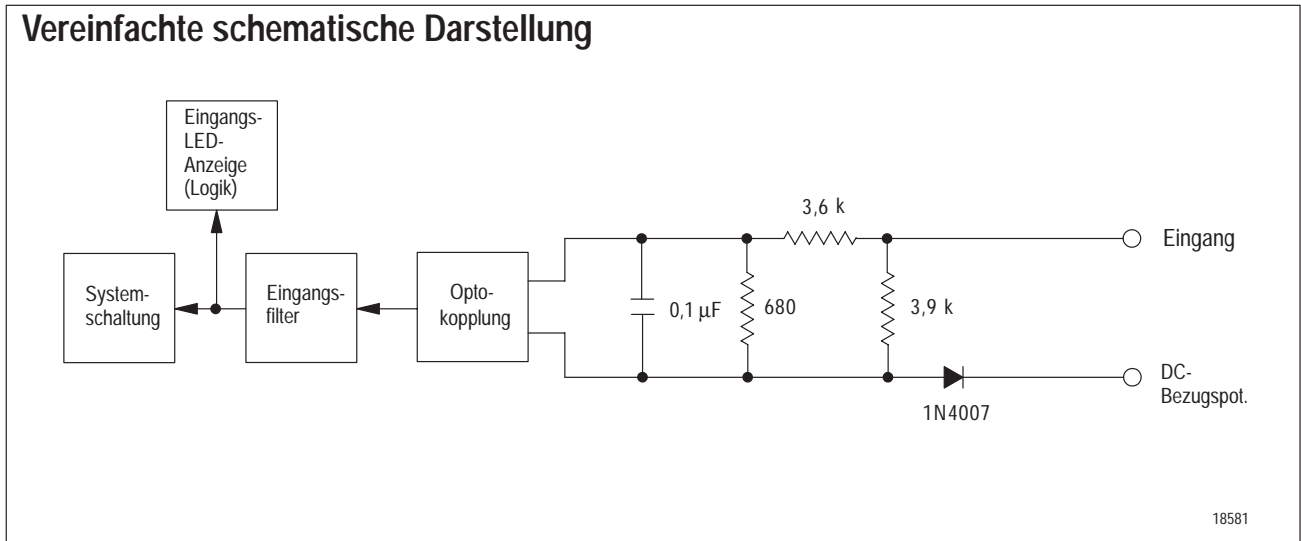 Vereinfachte schematische Darstellung
Eingangs-
LED-
Anzeige
(Logik)
System-
schaltung
Eingangs-
filter
Opto-
kopplung
0,1 µF
680
3,6 k
3,9 k
1N4007
Eingang
DC-
Bezugspot.
18581